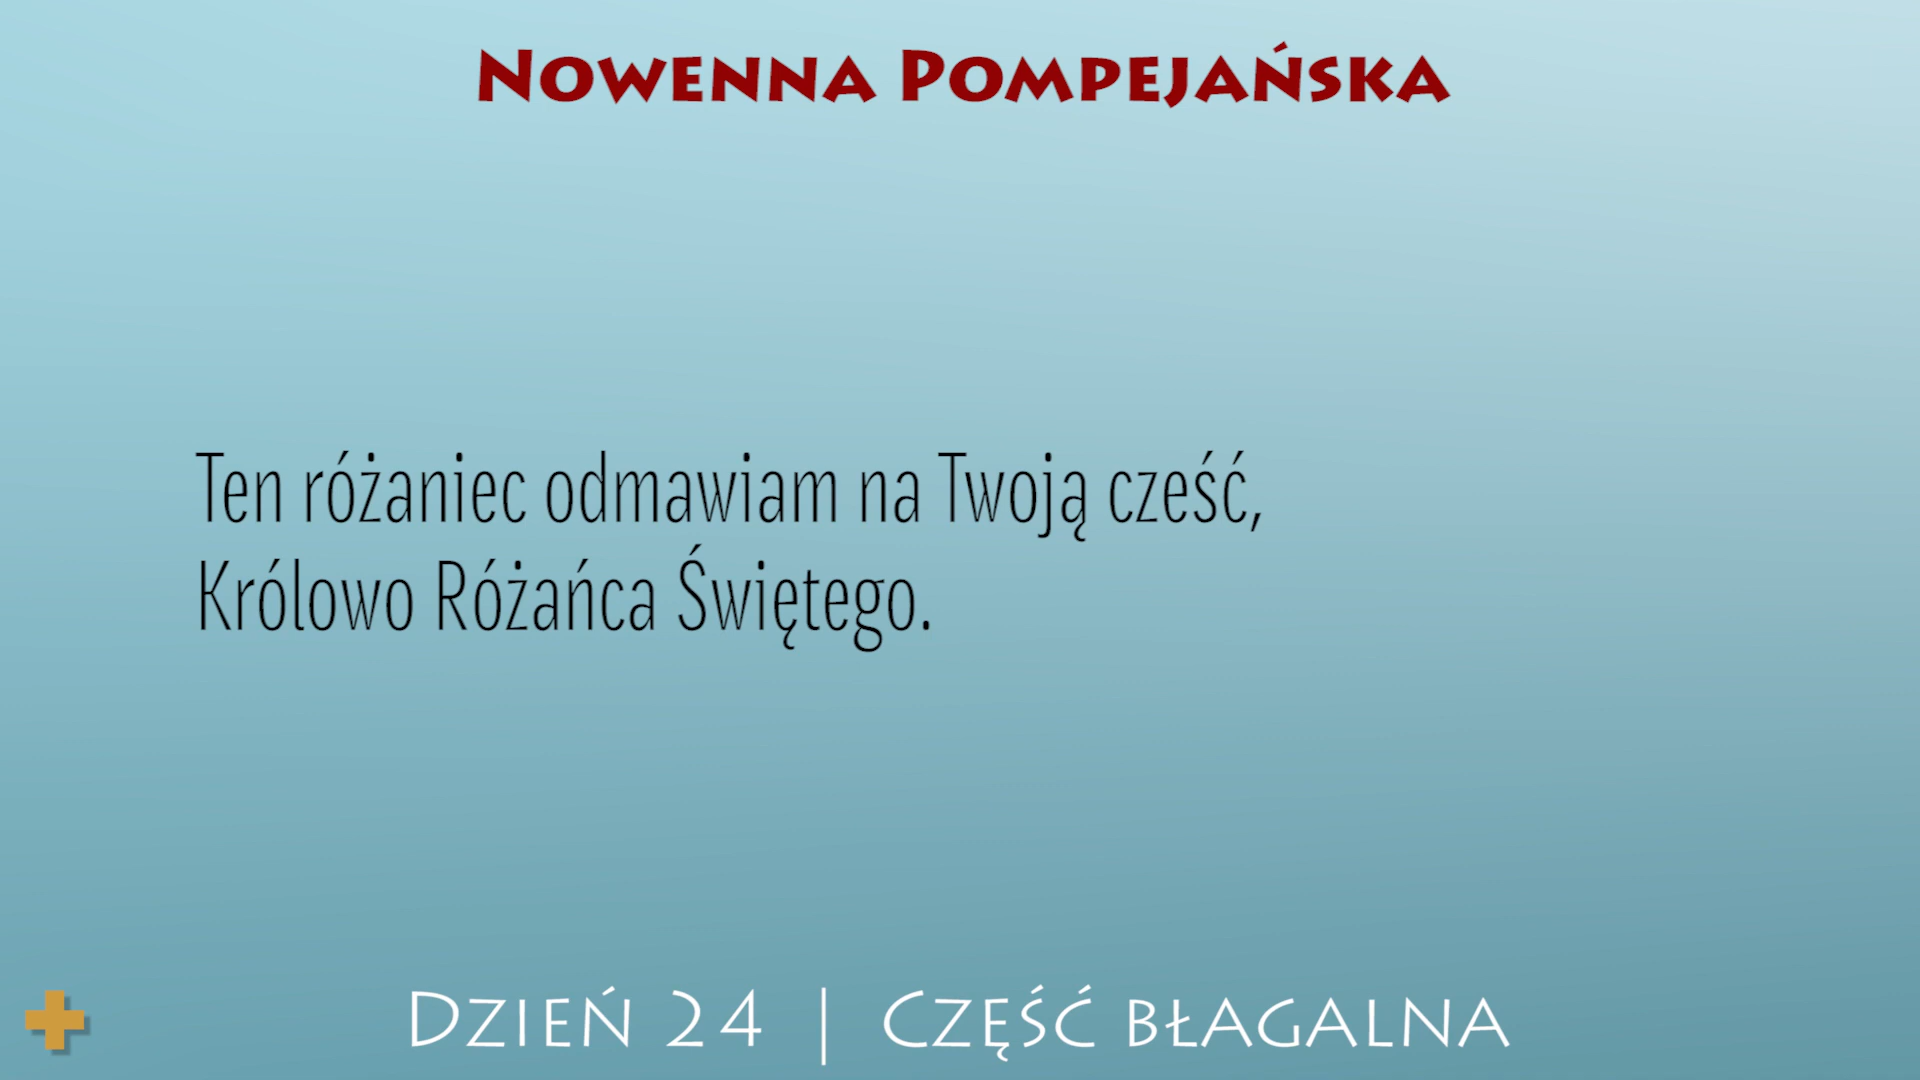 Nowenna Pompejańska
Ten różaniec odmawiam na Twoją cześć,
Królowo Różańca Świętego.
Dzień 24 | Część błagalna